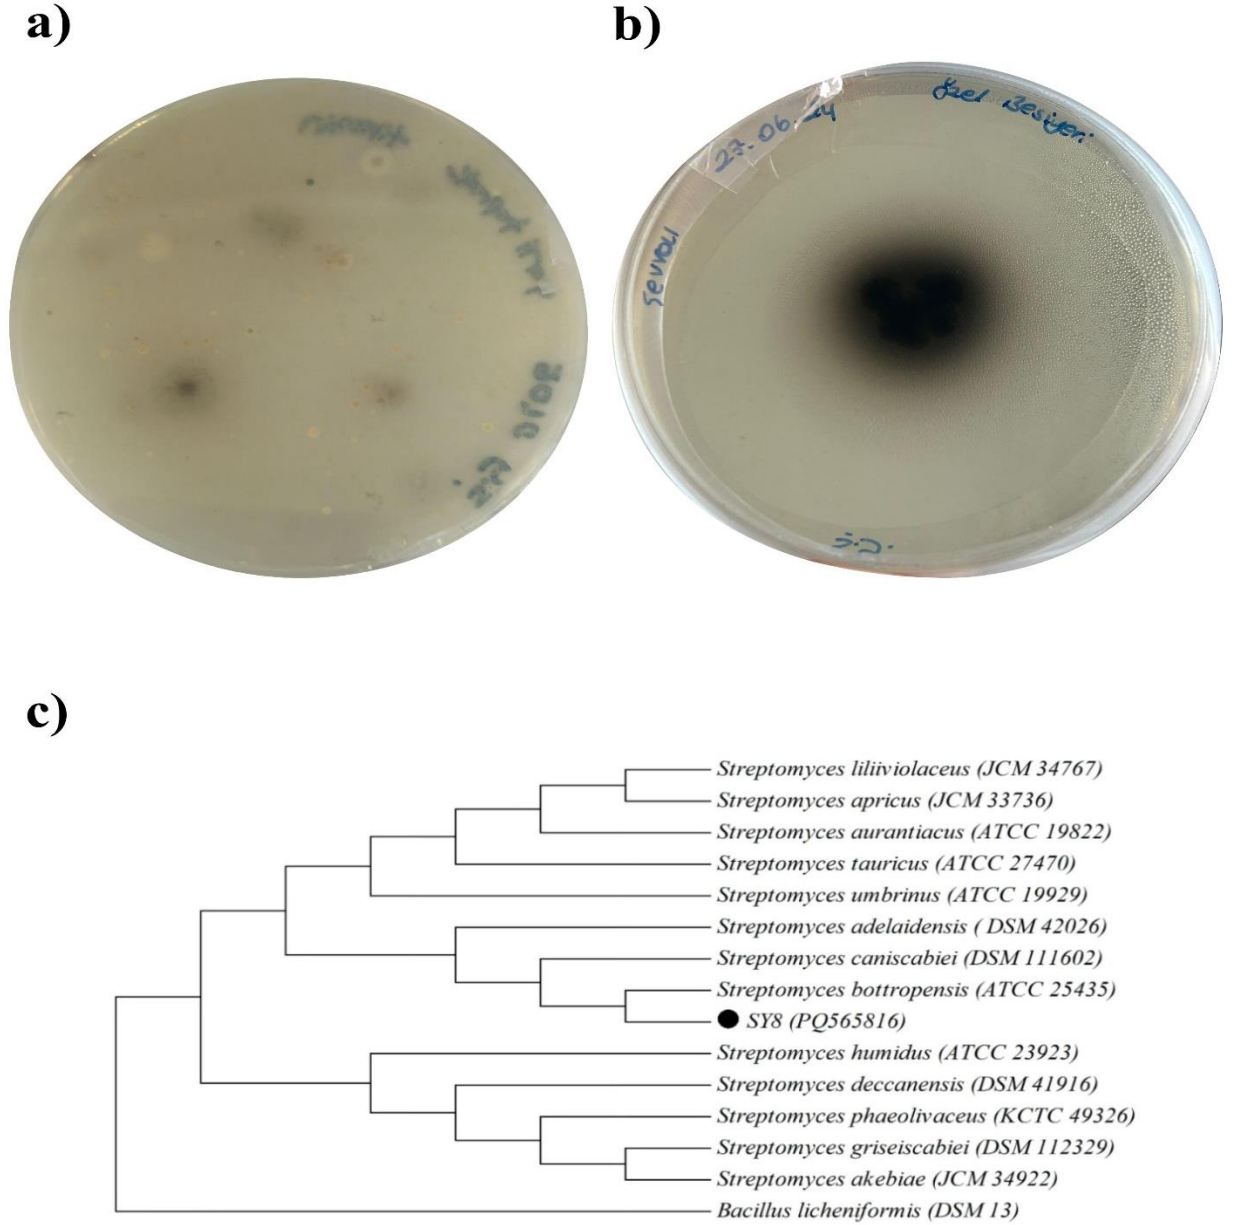 a)
b)
27.06.24
Özel Besiyeri
c)
Streptomyces liliiviolaceus (JCM 34767)
Streptomyces apricus (JCM 33736)
Streptomyces aurantiacus (ATCC 19822)
Streptomyces tauricus (ATCC 27470)
Streptomyces umbrinus (ATCC 19929)
Streptomyces adelaidensis ( DSM 42026)
Streptomyces caniscabiei (DSM 111602)
Streptomyces bottropensis (ATCC 25435)
SY8 (PQ565816)
Streptomyces humidus (ATCC 23923)
Streptomyces deccanensis (DSM 41916)
Streptomyces phaeolivaceus (KCTC 49326)
Streptomyces griseiscabiei (DSM 112329)
Streptomyces akebiae (JCM 34922)
Bacillus licheniformis (DSM 13)